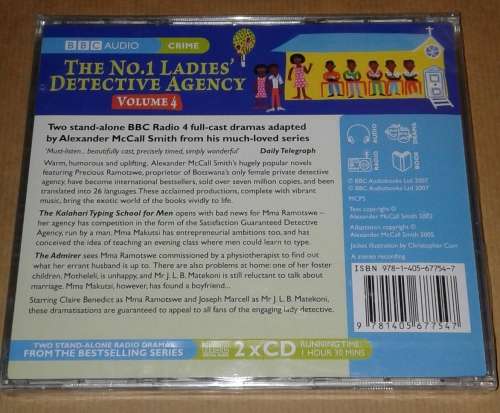 BBC AUDIO CRIME
THE NO.1 LADIES'
DETECTIVE AGENCY
VOLUME 4
Two stand-alone BBC Radio 4 full-cast dramas adapted
by Alexander McCall Smith from his much-loved series
'Must-listen... beautifully cast, precisely timed, simply wonderful' Daily Telegraph
Warm, humorous and uplifting, Alexander McCall Smith's hugely popular novels
featuring Precious Ramotswe, proprietor of Botswana's only female private detective
agency, have become international bestsellers, sold over seven million copies, and been
translated into 26 languages. These acclaimed productions, complete with vibrant
music, bring the exotic world of the books vividly to life.
The Kalahari Typing School for Men opens with bad news for Mma Ramotswe –
her agency has competition in the form of the Satisfaction Guaranteed Detective
Agency, run by a man. Mma Makutsi has entrepreneurial ambitions too, and has
conceived the idea of teaching an evening class where men could learn to type.
The Admirer sees Mma Ramotswe commissioned by a physiotherapist to find out
what her errant husband is up to. There are also problems at home: one of her foster
children, Motheleli, is unhappy, and Mr J. L. B. Matekoni is still reluctant to talk about
marriage. Mma Makutsi, however, has found a boyfriend...
Starring Claire Benedict as Mma Ramotswe and Joseph Marcell as Mr J. L. B. Matekoni,
these dramatisations are guaranteed to appeal to all fans of the engaging lady detective.
TWO STAND-ALONE RADIO DRAMAS
FROM THE BESTSELLING SERIES
2 x CD
RUNNING TIME:
1 HOUR 30 MINS
AUDIO
RADIO
BOOK
DRAMA
℗ BBC Audiobooks Ltd 2007
© BBC Audiobooks Ltd 2007
MCPS
Text copyright ©
Alexander McCall Smith 2002
Adaptation copyright ©
Alexander McCall Smith 2005
Jacket illustration by Christopher Corr
A stereo recording
ISBN 978-1-405-67754-7
9 781405 677547